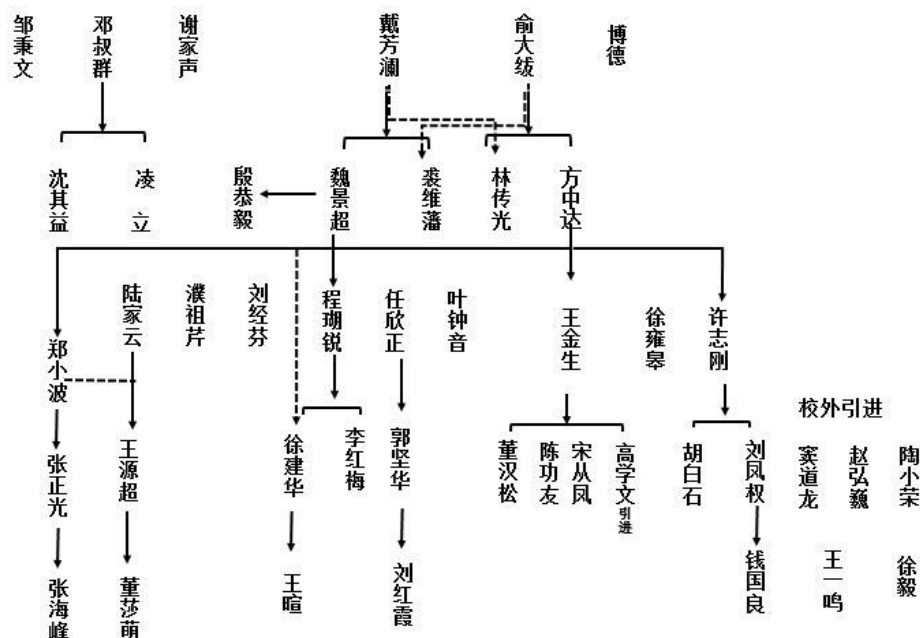 邹秉文
邓叔群
谢家声
戴芳澜
俞大绂
博德
沈其益
凌立
殷恭毅
魏景超
裘维藩
林传光
方中达
郑小波
陆家云
濮祖芹
刘经芬
程瑚锐
任欣正
叶钟音
王金生
徐雍皋
许志刚
校外引进
张正光
王源超
徐建华
李红梅
郭坚华
董汉松
陈功友
宋从凤
高学文引进
胡白石
刘凤权
窦道龙
赵弘巍
陶小荣
张海峰
董莎萌
王暄
刘红霞
钱国良
王一鸣
徐毅